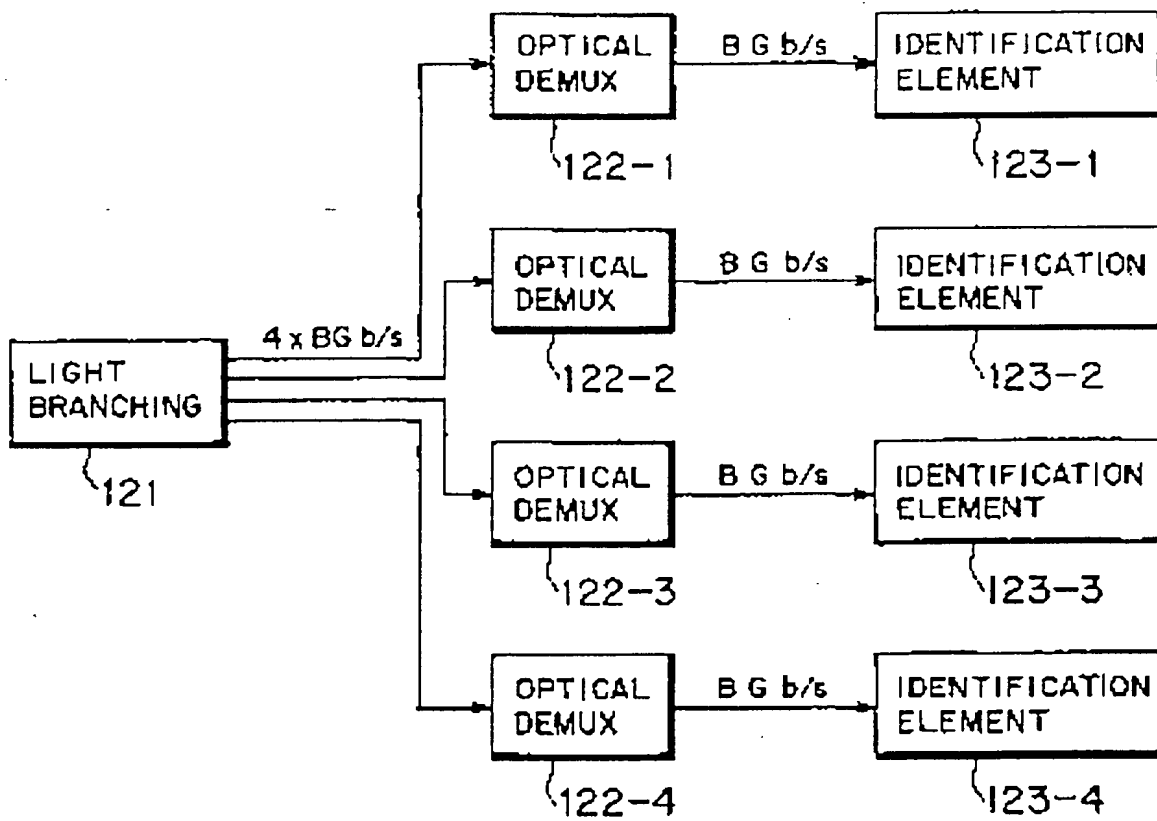 OPTICAL
DEMUX
B G b/s
IDENTIFICATION
ELEMENT
122-1
123-1
OPTICAL
DEMUX
B G b/s
IDENTIFICATION
ELEMENT
122-2
123-2
4 x BG b/s
LIGHT
BRANCHING
121
OPTICAL
DEMUX
B G b/s
IDENTIFICATION
ELEMENT
122-3
123-3
OPTICAL
DEMUX
B G b/s
IDENTIFICATION
ELEMENT
122-4
123-4